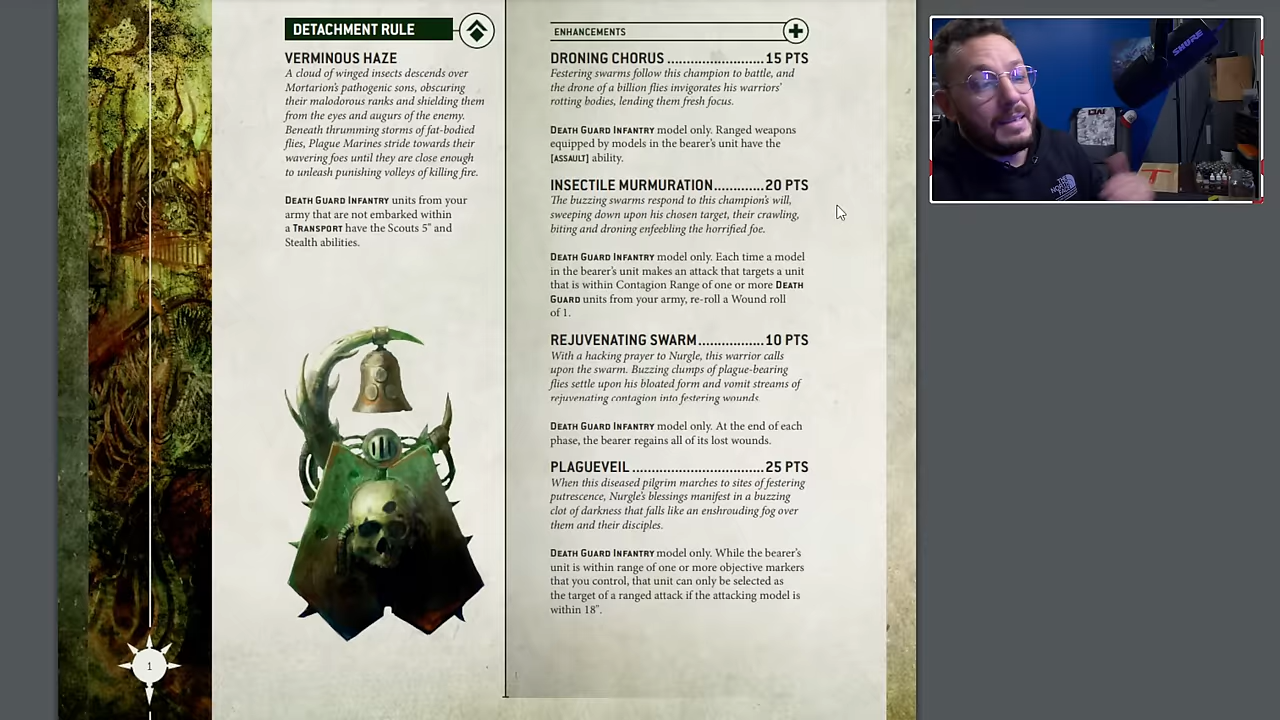 DETACHMENT RULE
VERMINOUS HAZE
A cloud of winged insects descends over
Mortarion's pathogenic sons, obscuring
their malodorous ranks and shielding them
from the eyes and augurs of the enemy.
Beneath thrumming storms of fat-bodied
flies, Plague Marines stride towards their
wavering foes until they are close enough
to unleash punishing volleys of killing fire.
DEATH GUARD INFANTRY units from your
army that are not embarked within
a TRANSPORT have the Scouts 5" and
Stealth abilities.
1
ENHANCEMENTS
DRONING CHORUS ........................ 15 PTS
Festering swarms follow this champion to battle, and
the drone of a billion flies invigorates his warriors'
rotting bodies, lending them fresh focus.
DEATH GUARD INFANTRY model only. Ranged weapons
equipped by models in the bearer's unit have the
[ASSAULT] ability.
INSECTILE MURMURATION............20 PTS
The buzzing swarms respond to this champion's will,
sweeping down upon his chosen target, their crawling,
biting and droning enfeebling the horrified foe.
DEATH GUARD INFANTRY model only. Each time a model
in the bearer's unit makes an attack that targets a unit
that is within Contagion Range of one or more DEATH
GUARD units from your army, re-roll a Wound roll
of 1.
REJUVENATING SWARM................10 PTS
With a hacking prayer to Nurgle, this warrior calls
upon the swarm. Buzzing clumps of plague-bearing
flies settle upon his bloated form and vomit streams of
rejuvenating contagion into festering wounds.
DEATH GUARD INFANTRY model only. At the end of each
phase, the bearer regains all of its lost wounds.
PLAGUEVEIL ................................25 PTS
When this diseased pilgrim marches to sites of festering
putrescence, Nurgle's blessings manifest in a buzzing
clot of darkness that falls like an enshrouding fog over
them and their disciples.
DEATH GUARD INFANTRY model only. While the bearer's
unit is within range of one or more objective markers
that you control, that unit can only be selected as
the target of a ranged attack if the attacking model is
within 18".
SHURE
THE
NORTH
FACE